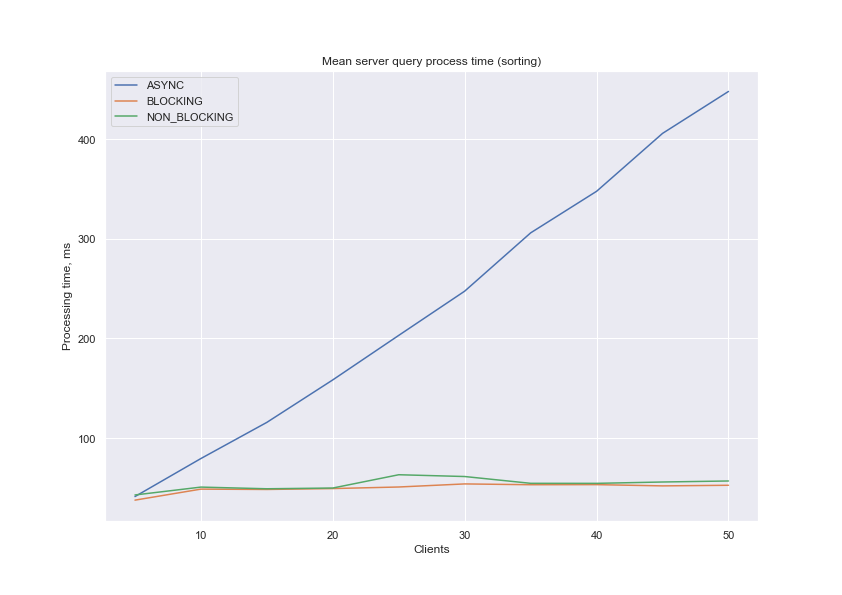 Mean server query process time (sorting)
ASYNC
BLOCKING
NON_BLOCKING
Processing time, ms
400
300
200
100
10 20 30 40 50
Clients